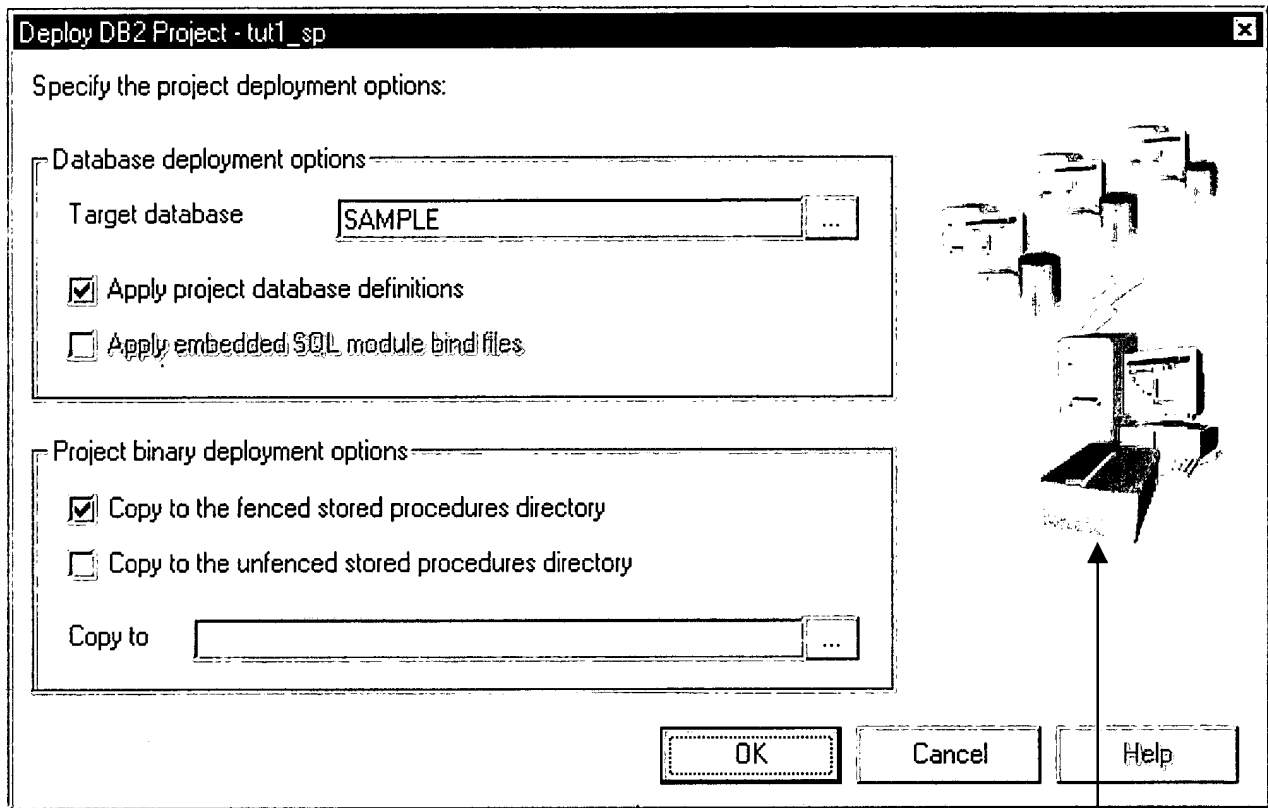 Deploy DB2 Project - tut1_sp
Specify the project deployment options:
Database deployment options
Target database
SAMPLE
...
Apply project database definitions
Apply embedded SQL module bind files
Project binary deployment options
Copy to the fenced stored procedures directory
Copy to the unfenced stored procedures directory
Copy to
...
OK
Cancel
Help